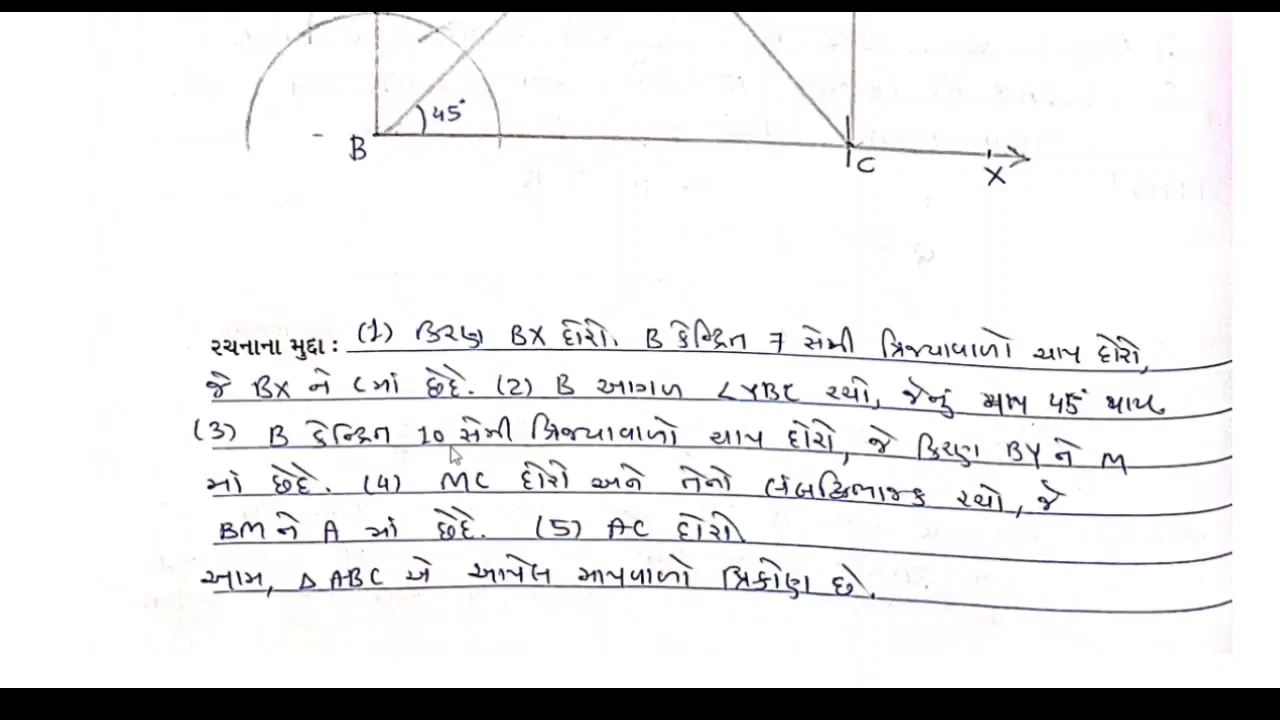 45°
B
C
X
રચનાના મુદ્દા : (1) કિરણ BX દોરો. B કેન્દ્રિત 7 સેમી ત્રિજ્યાવાળો ચાપ દોરો,
જે BX ને C માં છેદે. (2) B આગળ ∠YBC રચો, જેનું માપ 45° થાય.
(3) B કેન્દ્રિત 10 સેમી ત્રિજ્યાવાળો ચાપ દોરો, જે કિરણ BY ને M
માં છેદે. (4) MC દોરો અને તેનો લંબદ્વિભાજક રચો, જે
BM ને A માં છેદે. (5) AC દોરો
આમ, △ ABC એ આપેલ માપવાળો ત્રિકોણ છે.